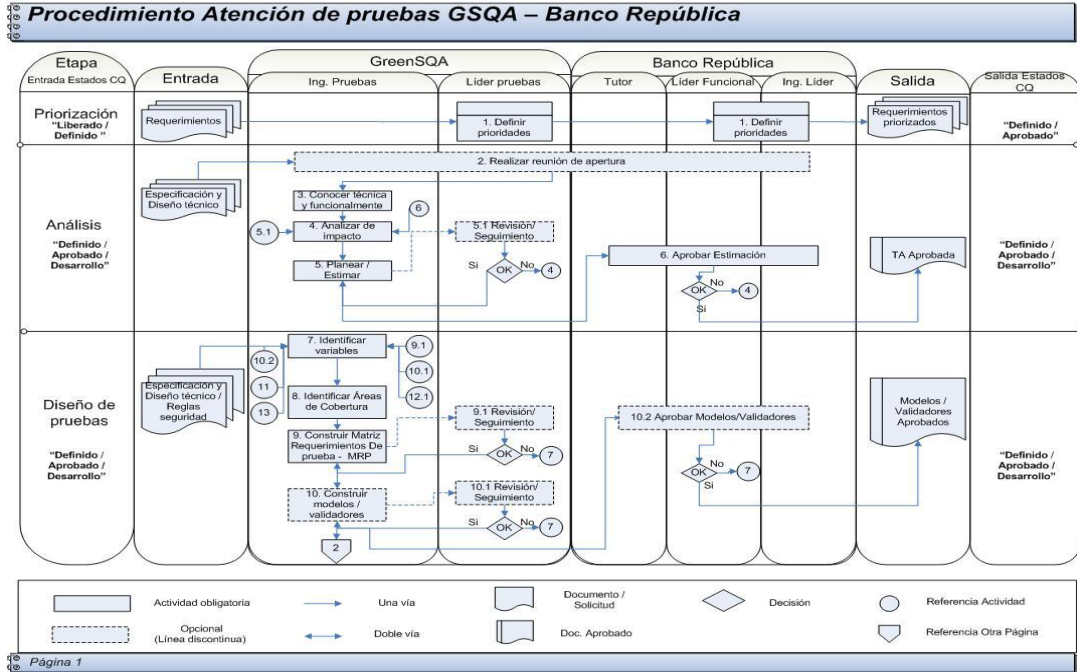 Procedimiento Atención de pruebas GSQA – Banco República
Etapa
Entrada Estados CQ
Entrada
GreenSQA
Ing. Pruebas
Líder pruebas
Banco República
Tutor
Líder Funcional
Ing. Líder
Salida
Salida Estados
CQ
Priorización
“Liberado /
Definido ”
Requerimientos
1. Definir
prioridades
1. Definir
prioridades
Requerimientos
priorizados
“Definido /
Aprobado”
2. Realizar reunión de apertura
Especificación y
Diseño técnico
3. Conocer técnica
y funcionalmente
6
Análisis
“Definido /
Aprobado /
Desarrollo”
5.1
4. Analizar de
impacto
5.1 Revisión/
Seguimiento
5. Planear /
Estimar
Si
OK
No
4
6. Aprobar Estimación
OK
No
4
Si
TA Aprobada
“Definido /
Aprobado /
Desarrollo”
7. Identificar
variables
9.1
10.2
10.1
11
12.1
13
Especificación y
Diseño técnico /
Reglas
seguridad
8. Identificar Áreas
de Cobertura
Diseño de
pruebas
“Definido /
Aprobado /
Desarrollo”
9. Construir Matriz
Requerimientos De
prueba - MRP
9.1 Revisión/
Seguimiento
Si
OK
No
7
10.2 Aprobar Modelos/Validadores
OK
No
7
Si
Modelos /
Validadores
Aprobados
“Definido /
Aprobado /
Desarrollo”
10. Construir
modelos /
validadores
10.1 Revisión/
Seguimiento
Si
OK
No
7
2
Actividad obligatoria
Una vía
Documento /
Solicitud
Decisión
Referencia Actividad
Opcional
(Línea discontinua)
Doble vía
Doc. Aprobado
Referencia Otra Página
Página 1